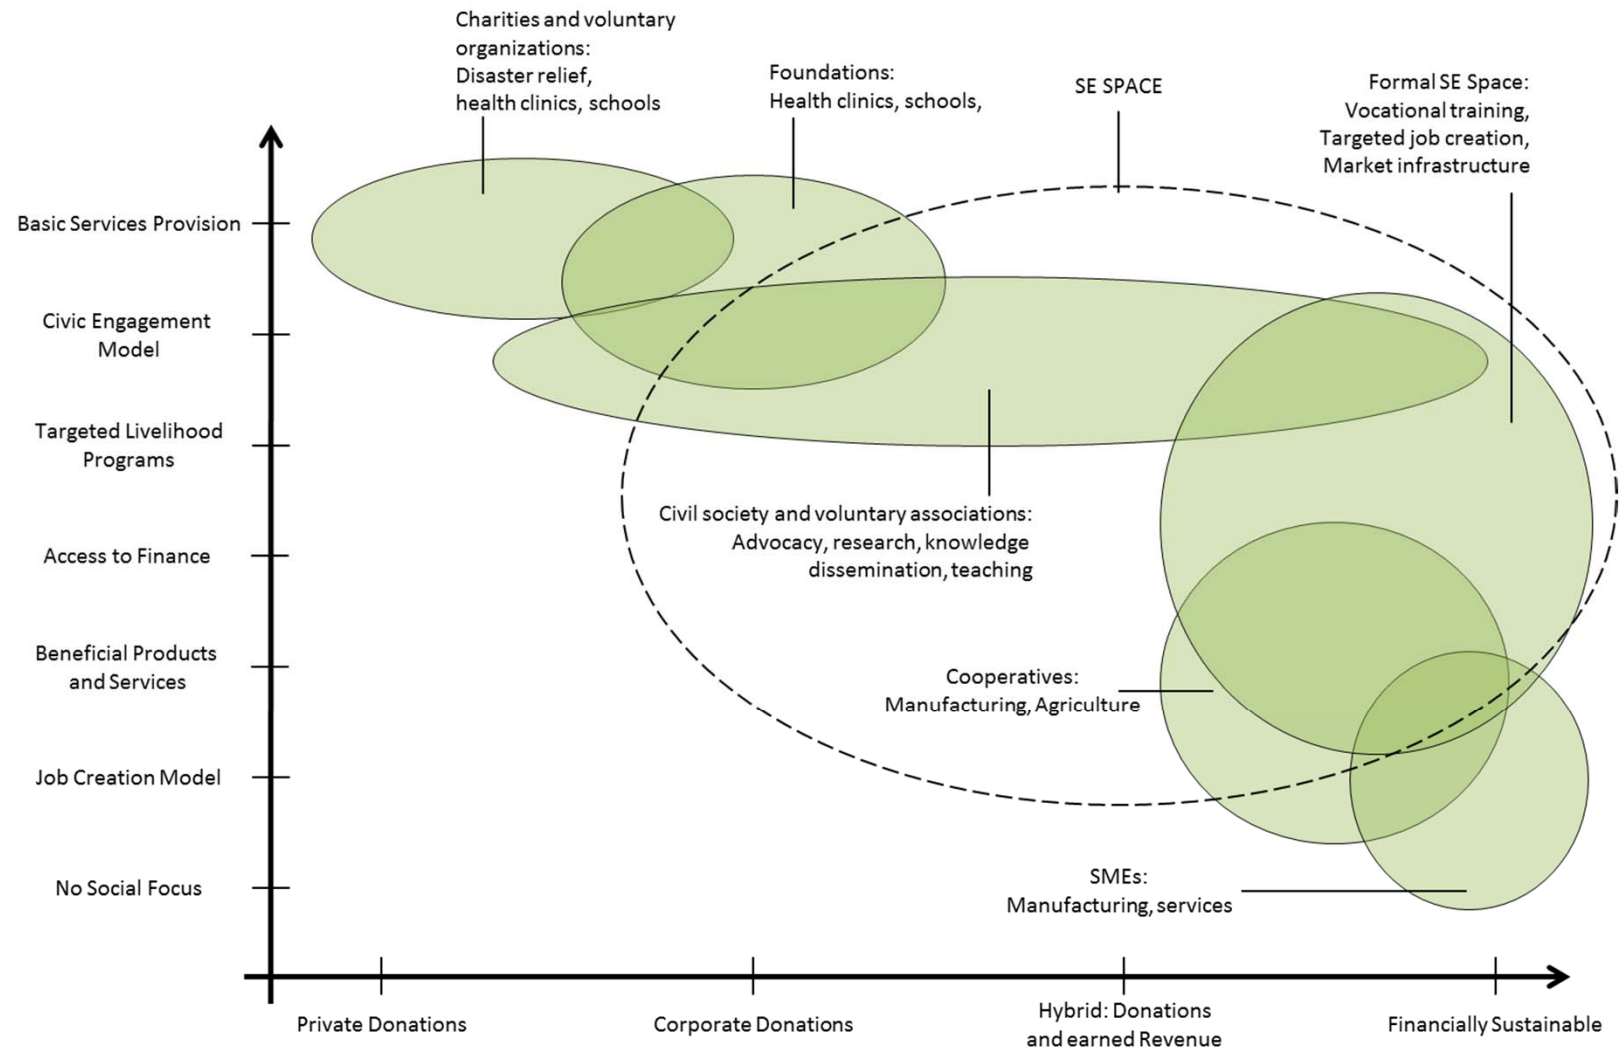 Charities and voluntary
organizations:
Disaster relief,
health clinics, schools
Foundations:
Health clinics, schools,
SE SPACE
Formal SE Space:
Vocational training,
Targeted job creation,
Market infrastructure
Basic Services Provision
Civic Engagement
Model
Targeted Livelihood
Programs
Access to Finance
Beneficial Products
and Services
Job Creation Model
No Social Focus
Civil society and voluntary associations:
Advocacy, research, knowledge
dissemination, teaching
Cooperatives:
Manufacturing, Agriculture
SMEs:
Manufacturing, services
Private Donations
Corporate Donations
Hybrid: Donations
and earned Revenue
Financially Sustainable